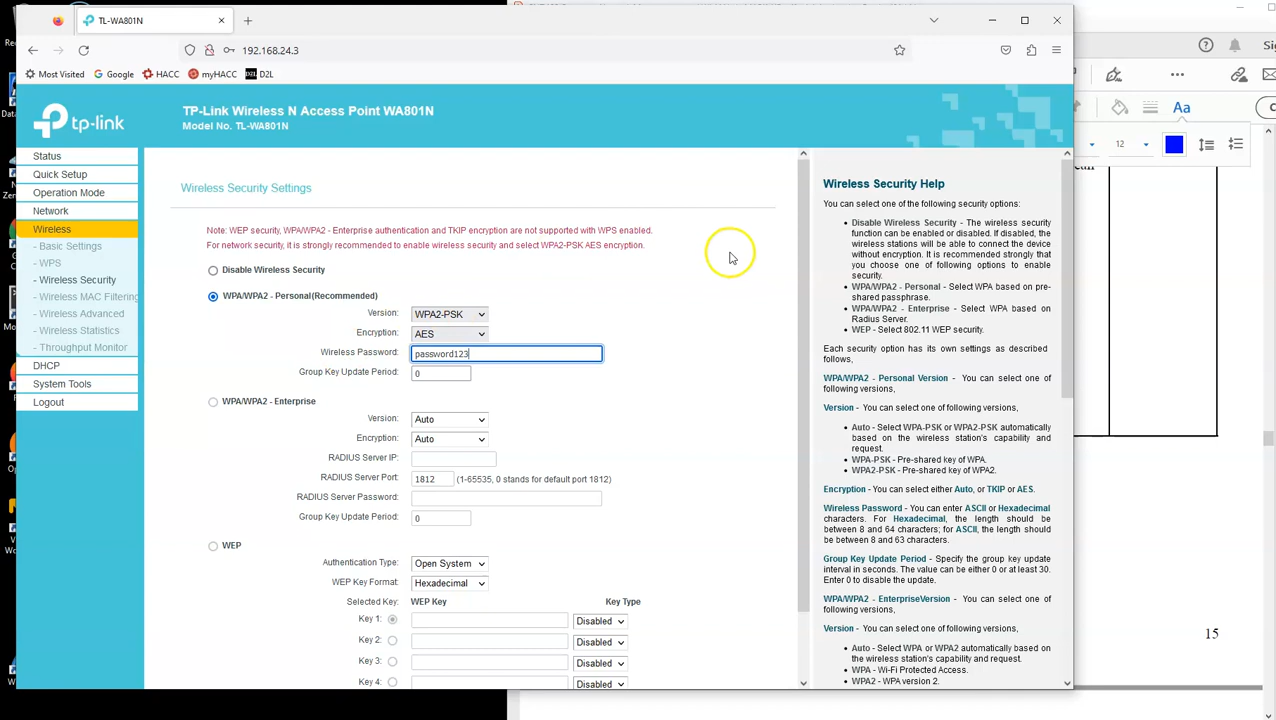 TL-WA801N
192.168.24.3
Most Visited Google HACC myHACC D2L D2L
tp-link
TP-Link Wireless N Access Point WA801N
Model No. TL-WA801N
Status
Quick Setup
Operation Mode
Network
Wireless
- Basic Settings
- WPS
- Wireless Security
- Wireless MAC Filtering
- Wireless Advanced
- Wireless Statistics
- Throughput Monitor
DHCP
System Tools
Logout
Wireless Security Settings
Note: WEP security, WPA/WPA2 - Enterprise authentication and TKIP encryption are not supported with WPS enabled.
For network security, it is strongly recommended to enable wireless security and select WPA2-PSK AES encryption.
Disable Wireless Security
WPA/WPA2 - Personal(Recommended)
Version: WPA2-PSK
Encryption: AES
Wireless Password: password123
Group Key Update Period: 0
WPA/WPA2 - Enterprise
Version: Auto
Encryption: Auto
RADIUS Server IP:
RADIUS Server Port: 1812 (1-65535, 0 stands for default port 1812)
RADIUS Server Password:
Group Key Update Period: 0
WEP
Authentication Type: Open System
WEP Key Format: Hexadecimal
Selected Key: WEP Key Key Type
Key 1: Disabled
Key 2: Disabled
Key 3: Disabled
Key 4: Disabled
Wireless Security Help
You can select one of the following security options:
• Disable Wireless Security - The wireless
security function can be enabled or disabled. If disabled, the
wireless stations will be able to connect the device
without encryption. It is recommended strongly that
you choose one of following options to enable
security.
• WPA/WPA2 - Personal - Select WPA based on pre-
shared passphrase.
• WPA/WPA2 - Enterprise - Select WPA based on
Radius Server.
• WEP - Select 802.11 WEP security.
Each security option has its own settings as described
follows,
WPA/WPA2 - Personal Version - You can select one of
following versions,
Version - You can select one of following versions,
• Auto - Select WPA-PSK or WPA2-PSK automatically
based on the wireless station's capability and
request.
• WPA-PSK - Pre-shared key of WPA.
• WPA2-PSK - Pre-shared key of WPA2.
Encryption - You can select either Auto, or TKIP or AES.
Wireless Password - You can enter ASCII or Hexadecimal
characters. For Hexadecimal, the length should be
between 8 and 64 characters; for ASCII, the length should
be between 8 and 63 characters.
Group Key Update Period - Specify the group key update
interval in seconds. The value can be either 0 or at least 30.
Enter 0 to disable the update.
WPA/WPA2 - EnterpriseVersion - You can select one of
following versions,
Version - You can select one of following versions,
• Auto - Select WPA or WPA2 automatically based on
the wireless station's capability and request.
• WPA - Wi-Fi Protected Access.
• WPA2 - WPA version 2.
Aa
12
15